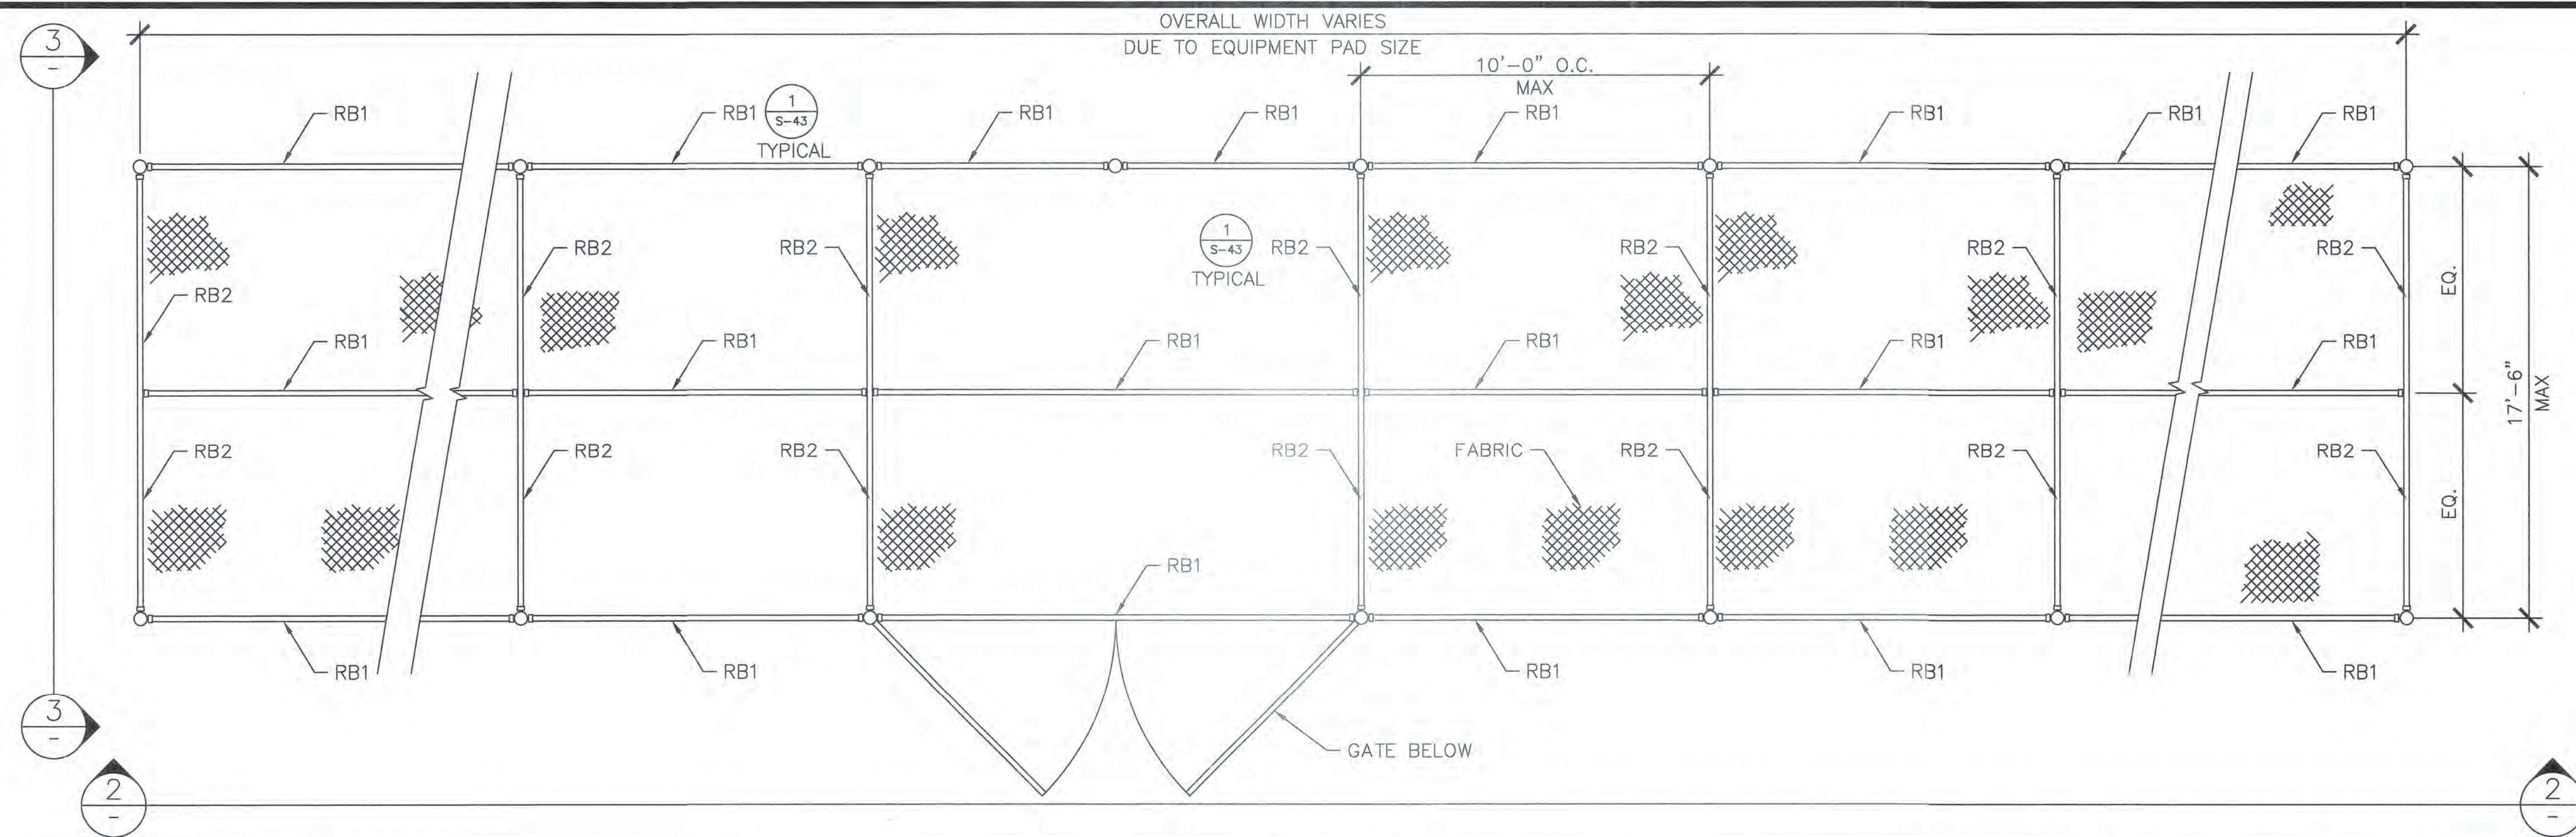 OVERALL WIDTH VARIES
DUE TO EQUIPMENT PAD SIZE
3
-
10'-0" O.C.
MAX
RB1
RB1
1
S-43
TYPICAL
RB1
RB1
RB1
RB1
RB1
RB1
RB2
RB2
RB2
1
S-43
TYPICAL
RB2
RB2
RB2
RB2
EQ.
RB1
RB1
RB1
RB1
RB1
RB1
17'-6"
MAX
RB2
RB2
RB2
RB2
FABRIC
RB2
RB2
RB2
EQ.
RB1
RB1
RB1
RB1
RB1
RB1
3
-
GATE BELOW
2
-
2
-